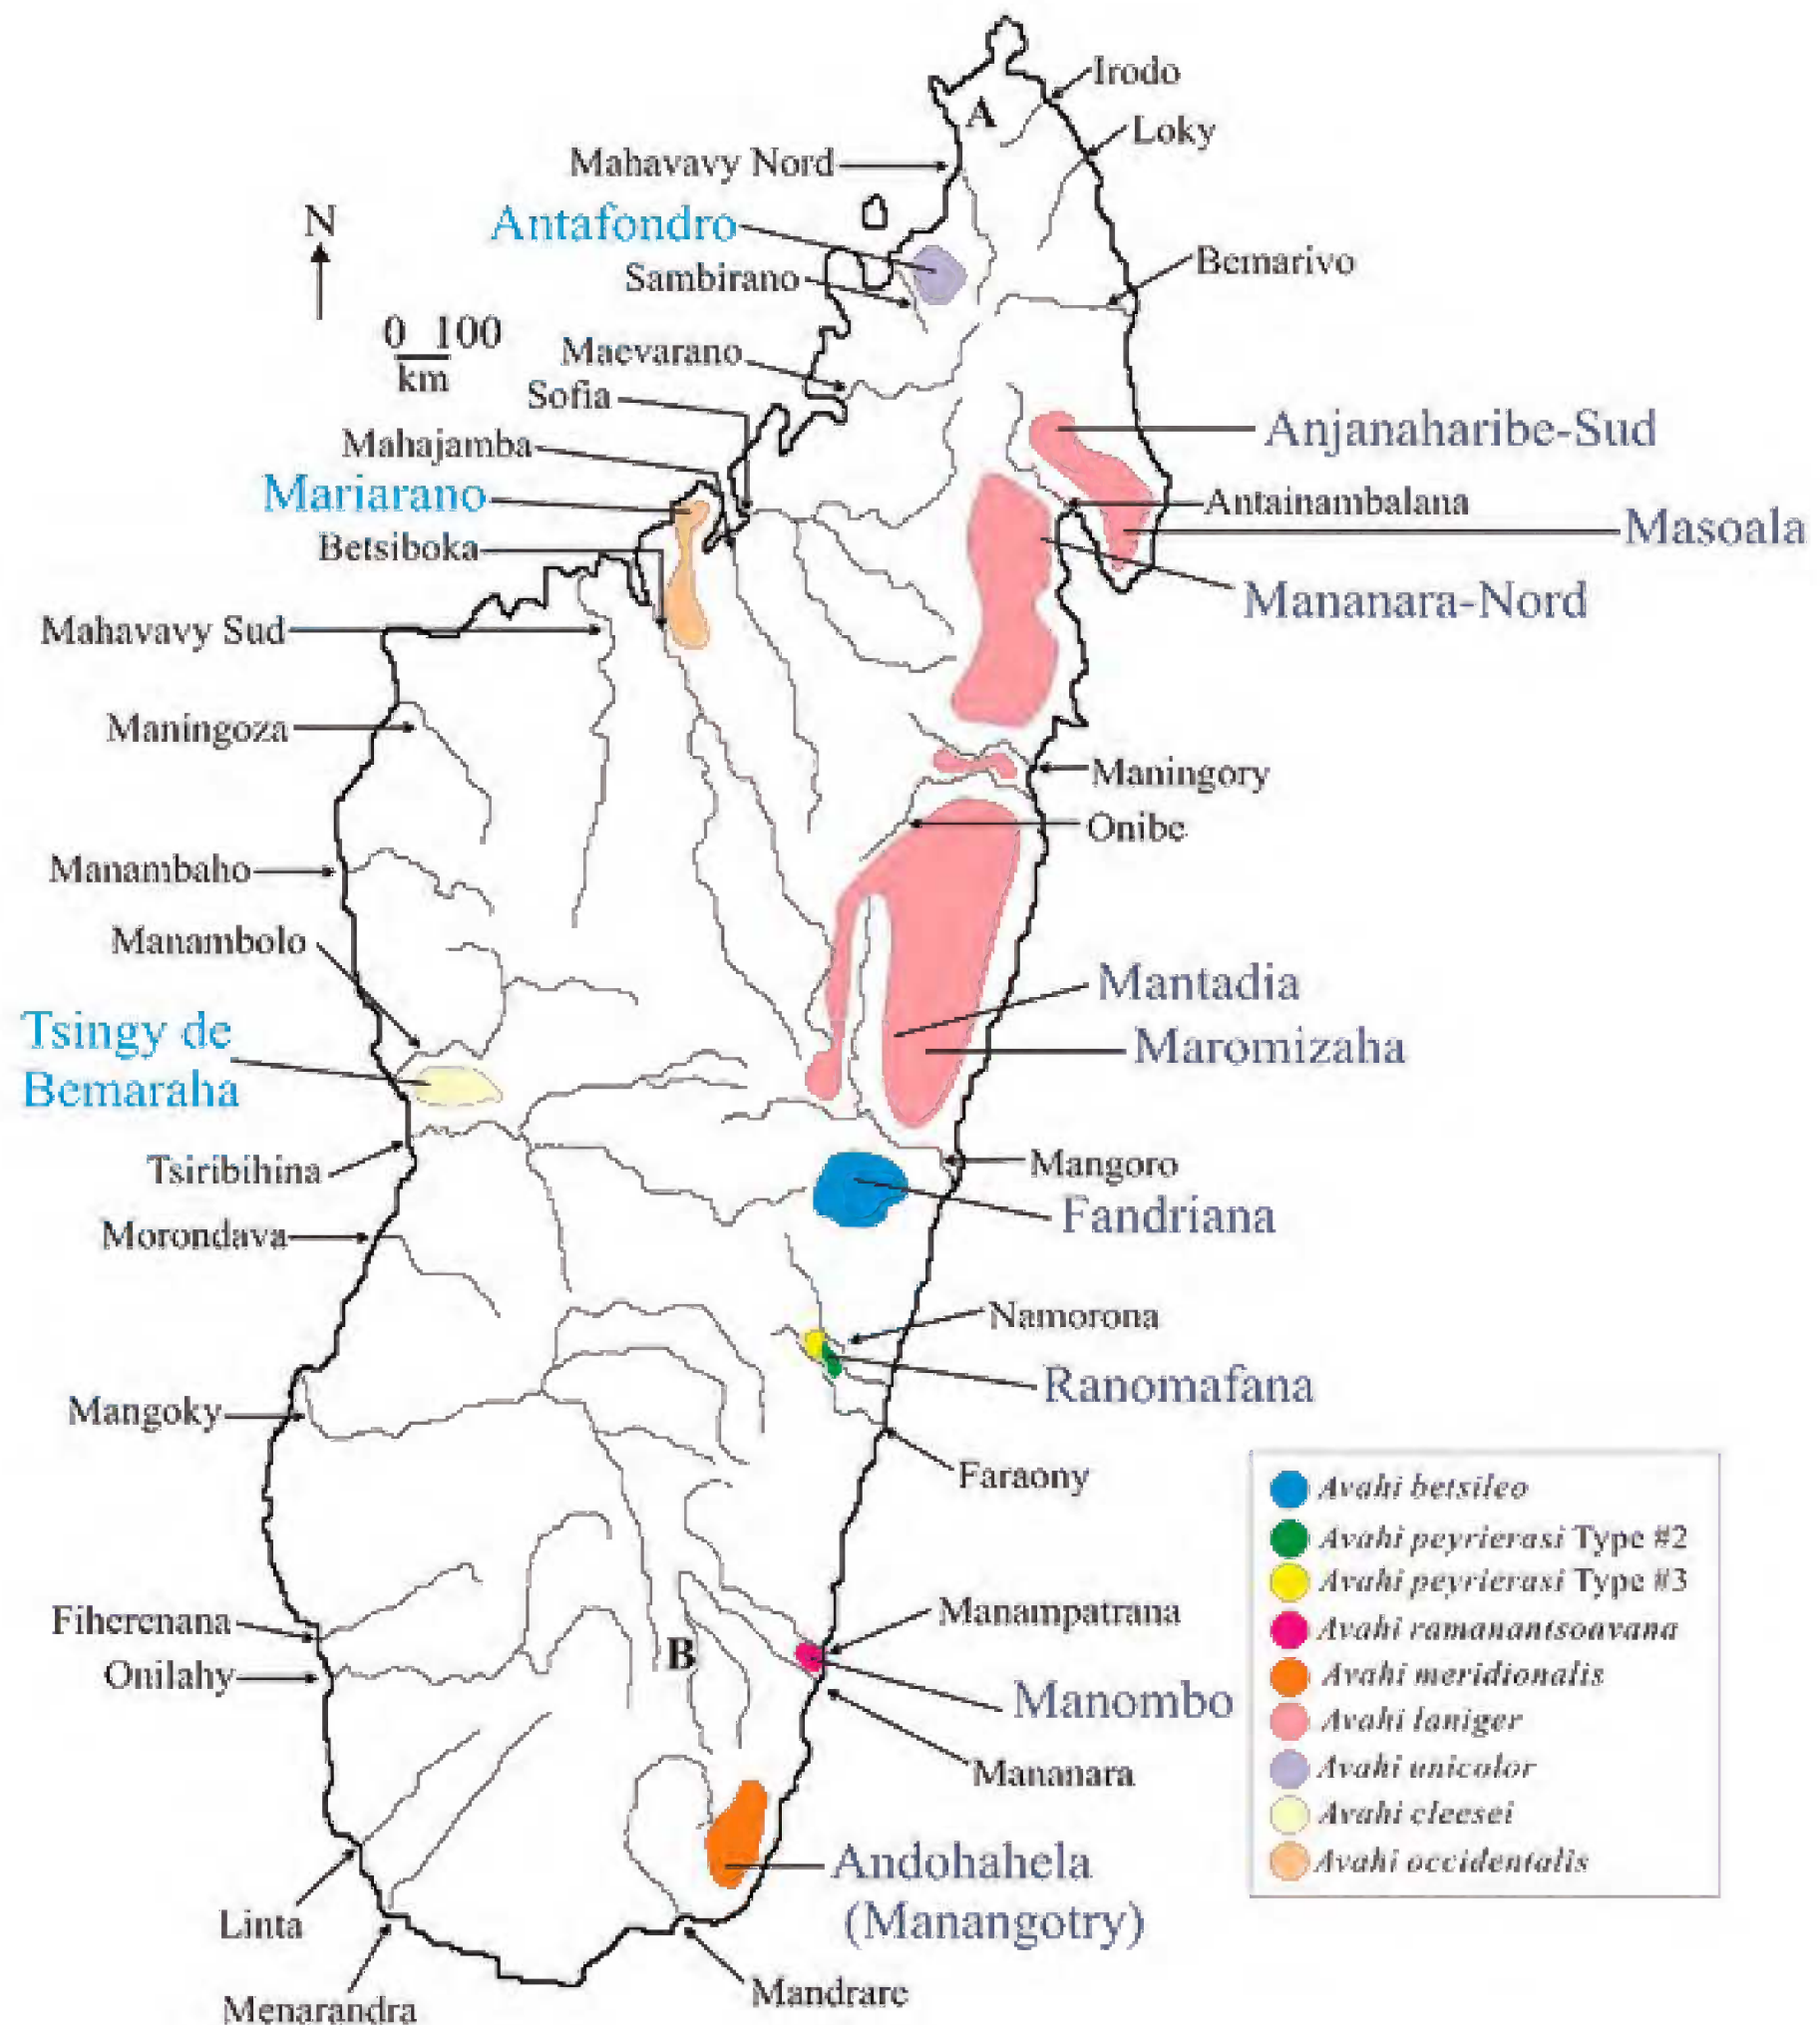 Irodo
A
Loky
Mahavavy Nord
N
Antafondro
Sambirano
Bemarivo
0 100
km
Maevarano
Sofia
Mahajamba
Anjanaharibe-Sud
Mariarano
Antainambalana
Masoala
Betsiboka
Mananara-Nord
Mahavavy Sud
Maningoza
Maningory
Onibe
Manambaho
Manambolo
Mantadia
Tsingy de
Bemaraha
Maromizaha
Tsiribihina
Mangoro
Fandriana
Morondava
Namorona
Ranomafana
Mangoky
Faraony
Avahi betsileo
Avahi peyrierasi Type #2
Avahi peyrierasi Type #3
Avahi ramanantsoavana
Avahi meridionalis
Avahi laniger
Avahi unicolor
Avahi cleesei
Avahi occidentalis
Fiherenana
Manampatrana
B
Onilahy
Manombo
Mananara
Andohahela
(Manangotry)
Linta
Mandrare
Menarandra